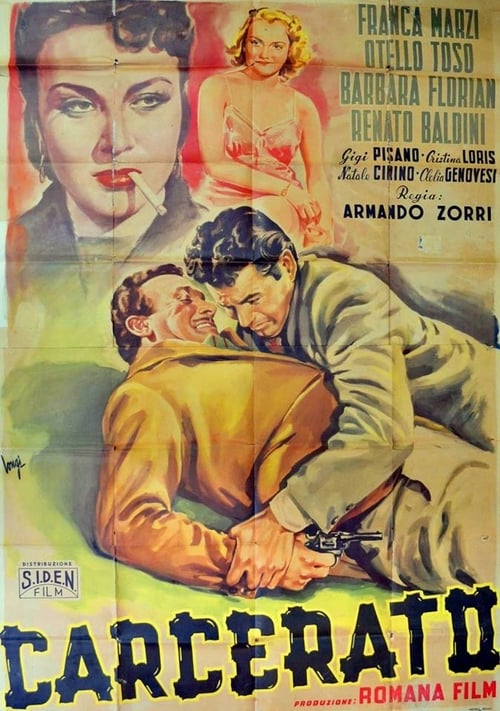 FRANCA MARZI
OTELLO TOSO
BARBARA FLORIAN
RENATO BALDINI
Gigi PISANO - Cristina LORIS
Natale CIRINO - Clelia GENOVESI
Regia:
ARMANDO ZORRI
longi
DISTRIBUZIONE
S.I.D.E.N
FILM
CARCERATO
PRODUZIONE: ROMANA FILM